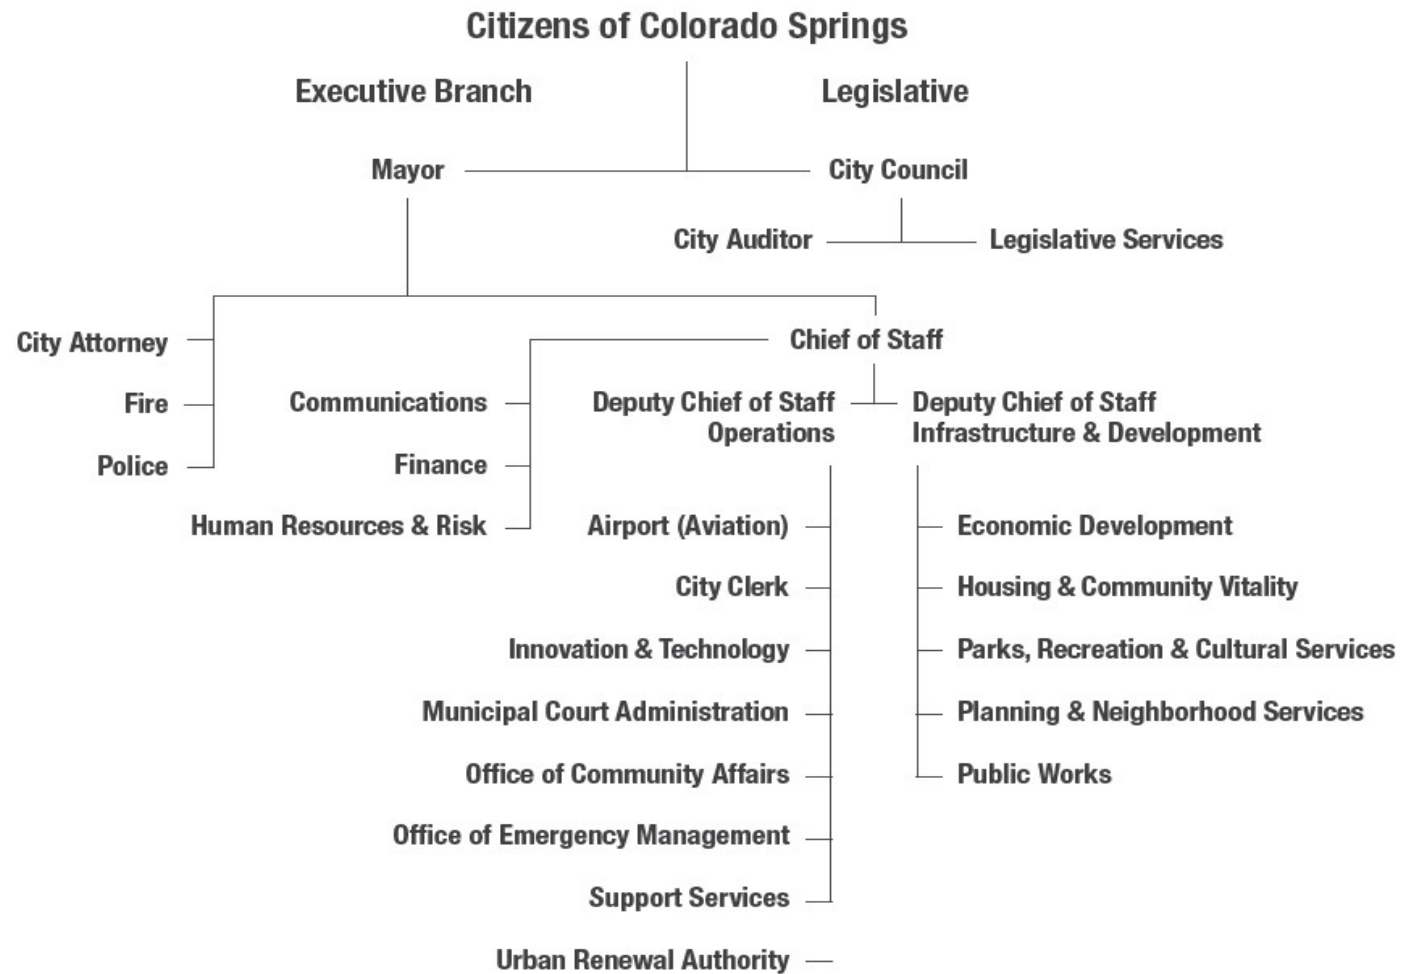 Citizens of Colorado Springs
Executive Branch
Legislative
Mayor
City Council
City Auditor
Legislative Services
City Attorney
Fire
Police
Chief of Staff
Communications
Finance
Human Resources & Risk
Deputy Chief of Staff
Operations
Airport (Aviation)
City Clerk
Innovation & Technology
Municipal Court Administration
Office of Community Affairs
Office of Emergency Management
Support Services
Urban Renewal Authority
Deputy Chief of Staff
Infrastructure & Development
Economic Development
Housing & Community Vitality
Parks, Recreation & Cultural Services
Planning & Neighborhood Services
Public Works